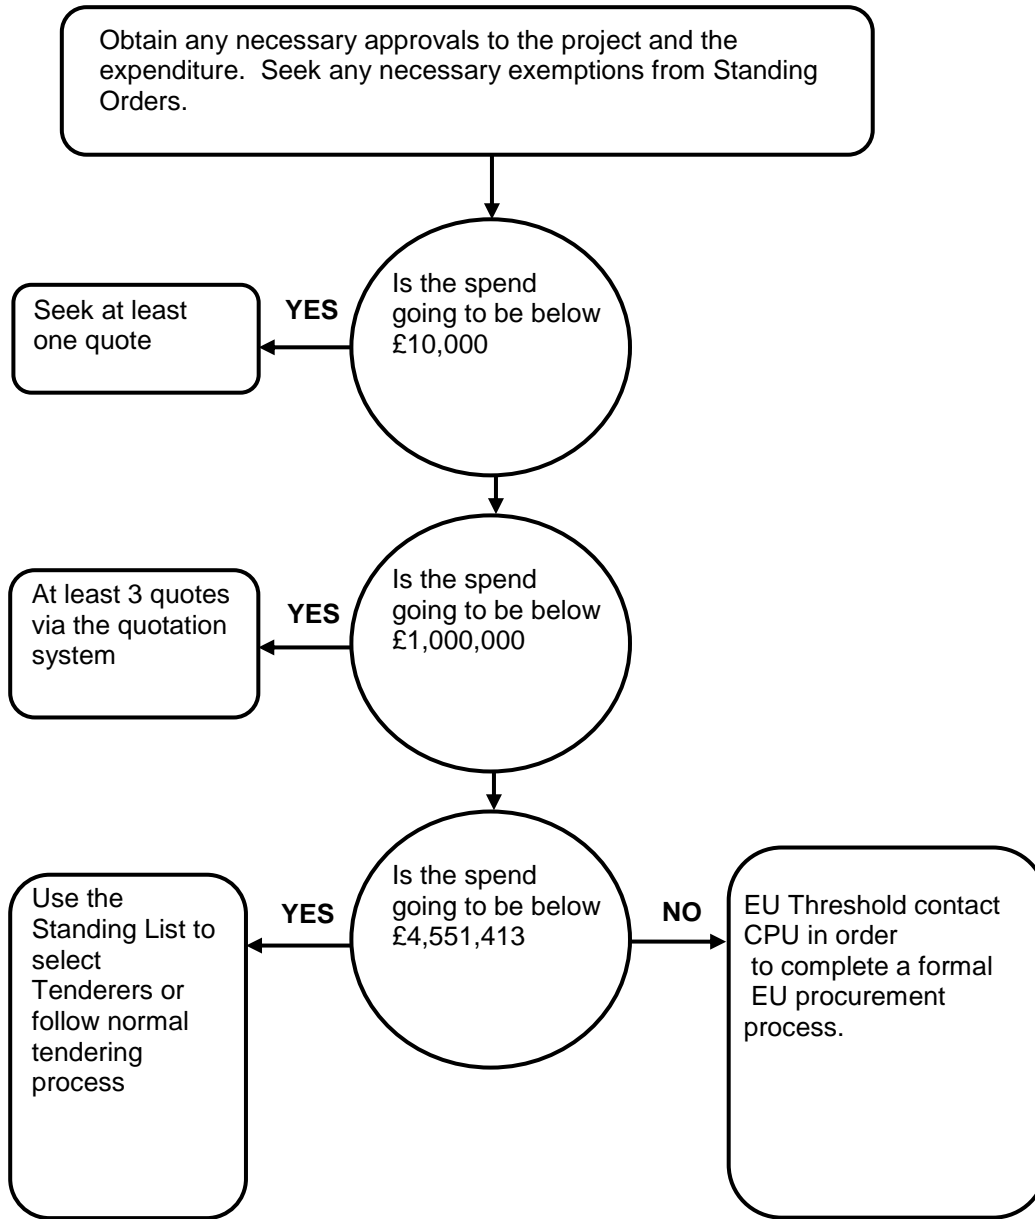 Obtain any necessary approvals to the project and the
expenditure.  Seek any necessary exemptions from Standing
Orders.
Is the spend
going to be below
£10,000
YES
Seek at least
one quote
Is the spend
going to be below
£1,000,000
YES
At least 3 quotes
via the quotation
system
Is the spend
going to be below
£4,551,413
YES
Use the
Standing List to
select
Tenderers or
follow normal
tendering
process
NO
EU Threshold contact
CPU in order
to complete a formal
EU procurement
process.